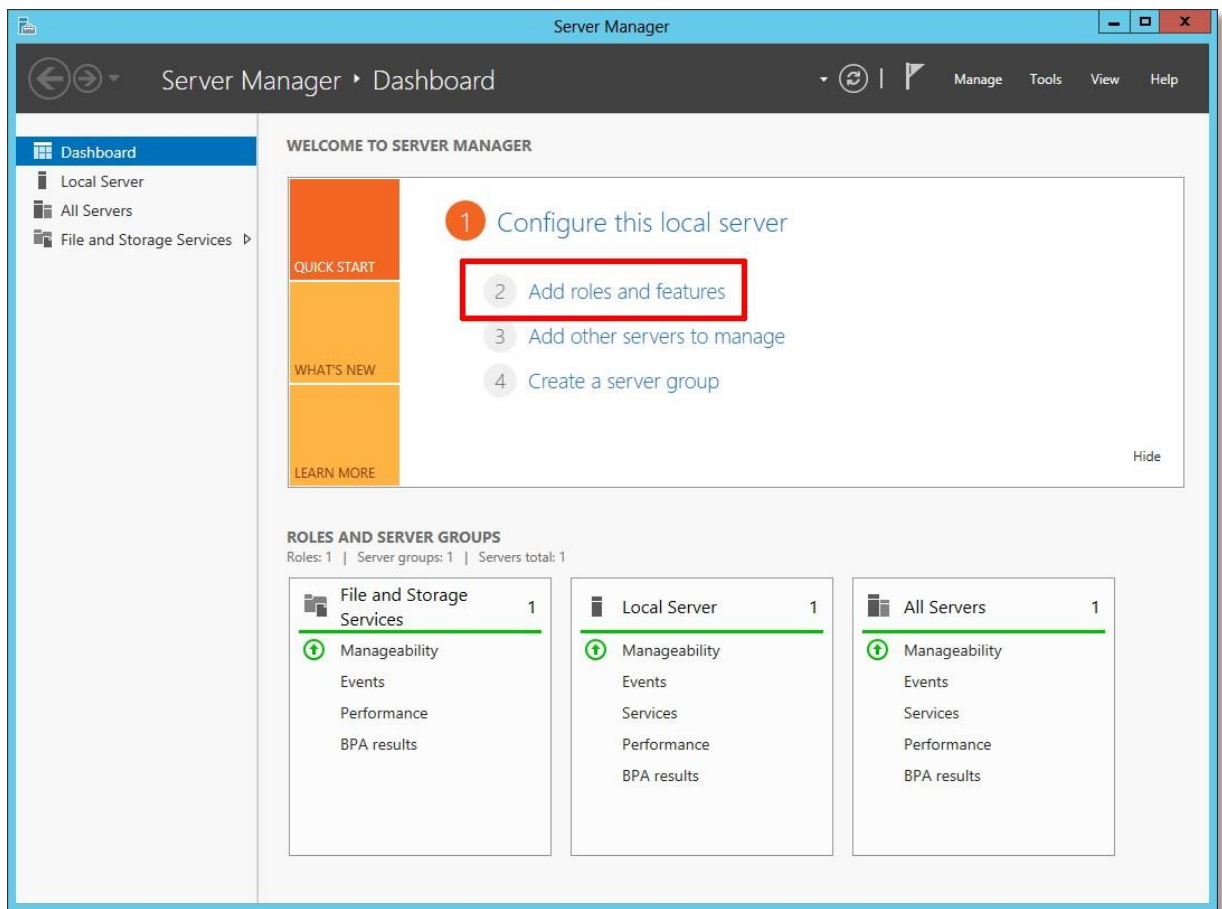 Server Manager
Server Manager ‣ Dashboard
Manage Tools View Help
Dashboard
Local Server
All Servers
File and Storage Services
WELCOME TO SERVER MANAGER
QUICK START
WHAT'S NEW
LEARN MORE
1 Configure this local server
2 Add roles and features
3 Add other servers to manage
4 Create a server group
Hide
ROLES AND SERVER GROUPS
Roles: 1 | Server groups: 1 | Servers total: 1
File and Storage
Services
1
Manageability
Events
Performance
BPA results
Local Server 1
Manageability
Events
Services
Performance
BPA results
All Servers 1
Manageability
Events
Services
Performance
BPA results